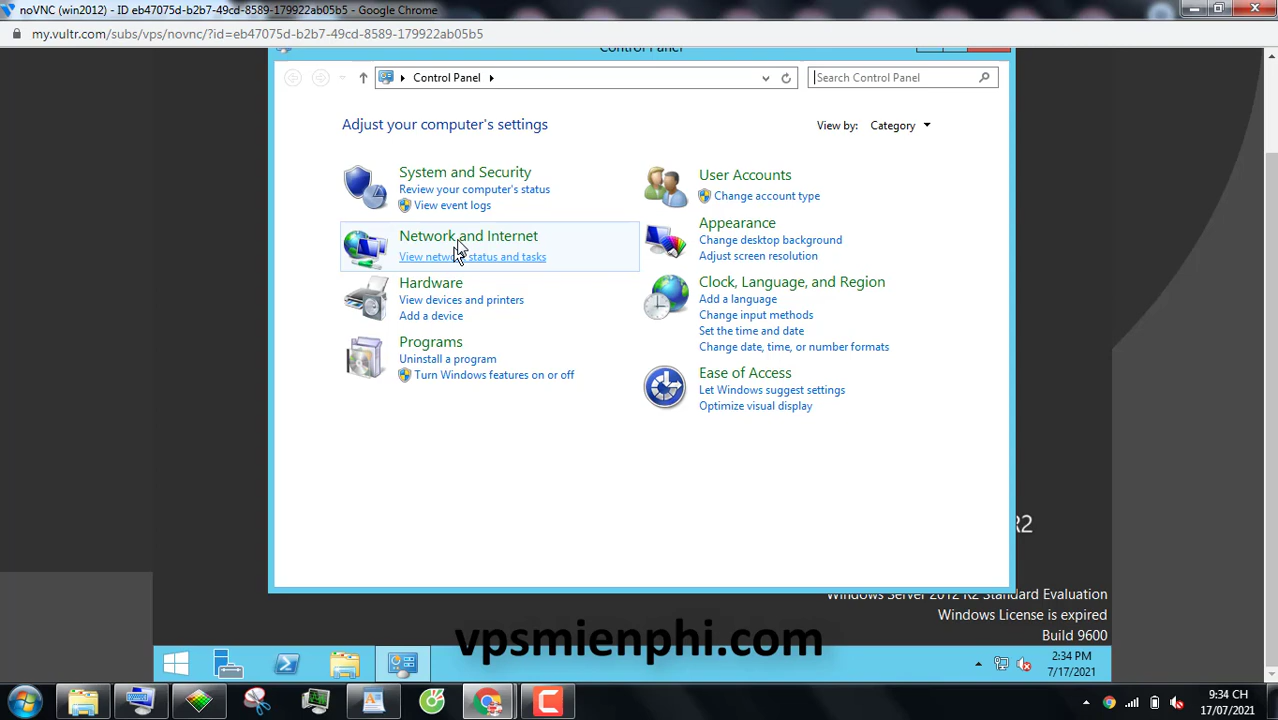 noVNC (win2012) - ID eb47075d-b2b7-49cd-8589-179922ab05b5 - Google Chrome
my.vultr.com/subs/vps/novnc/?id=eb47075d-b2b7-49cd-8589-179922ab05b5
Control Panel
Control Panel
Search Control Panel
Adjust your computer's settings
View by: Category
System and Security
Review your computer's status
View event logs
Network and Internet
View network status and tasks
Hardware
View devices and printers
Add a device
Programs
Uninstall a program
Turn Windows features on or off
User Accounts
Change account type
Appearance
Change desktop background
Adjust screen resolution
Clock, Language, and Region
Add a language
Change input methods
Set the time and date
Change date, time, or number formats
Ease of Access
Let Windows suggest settings
Optimize visual display
R2
Windows Server 2012 R2 Standard Evaluation
Windows License is expired
Build 9600
vpsmienphi.com
2:34 PM
7/17/2021
9:34 CH
17/07/2021